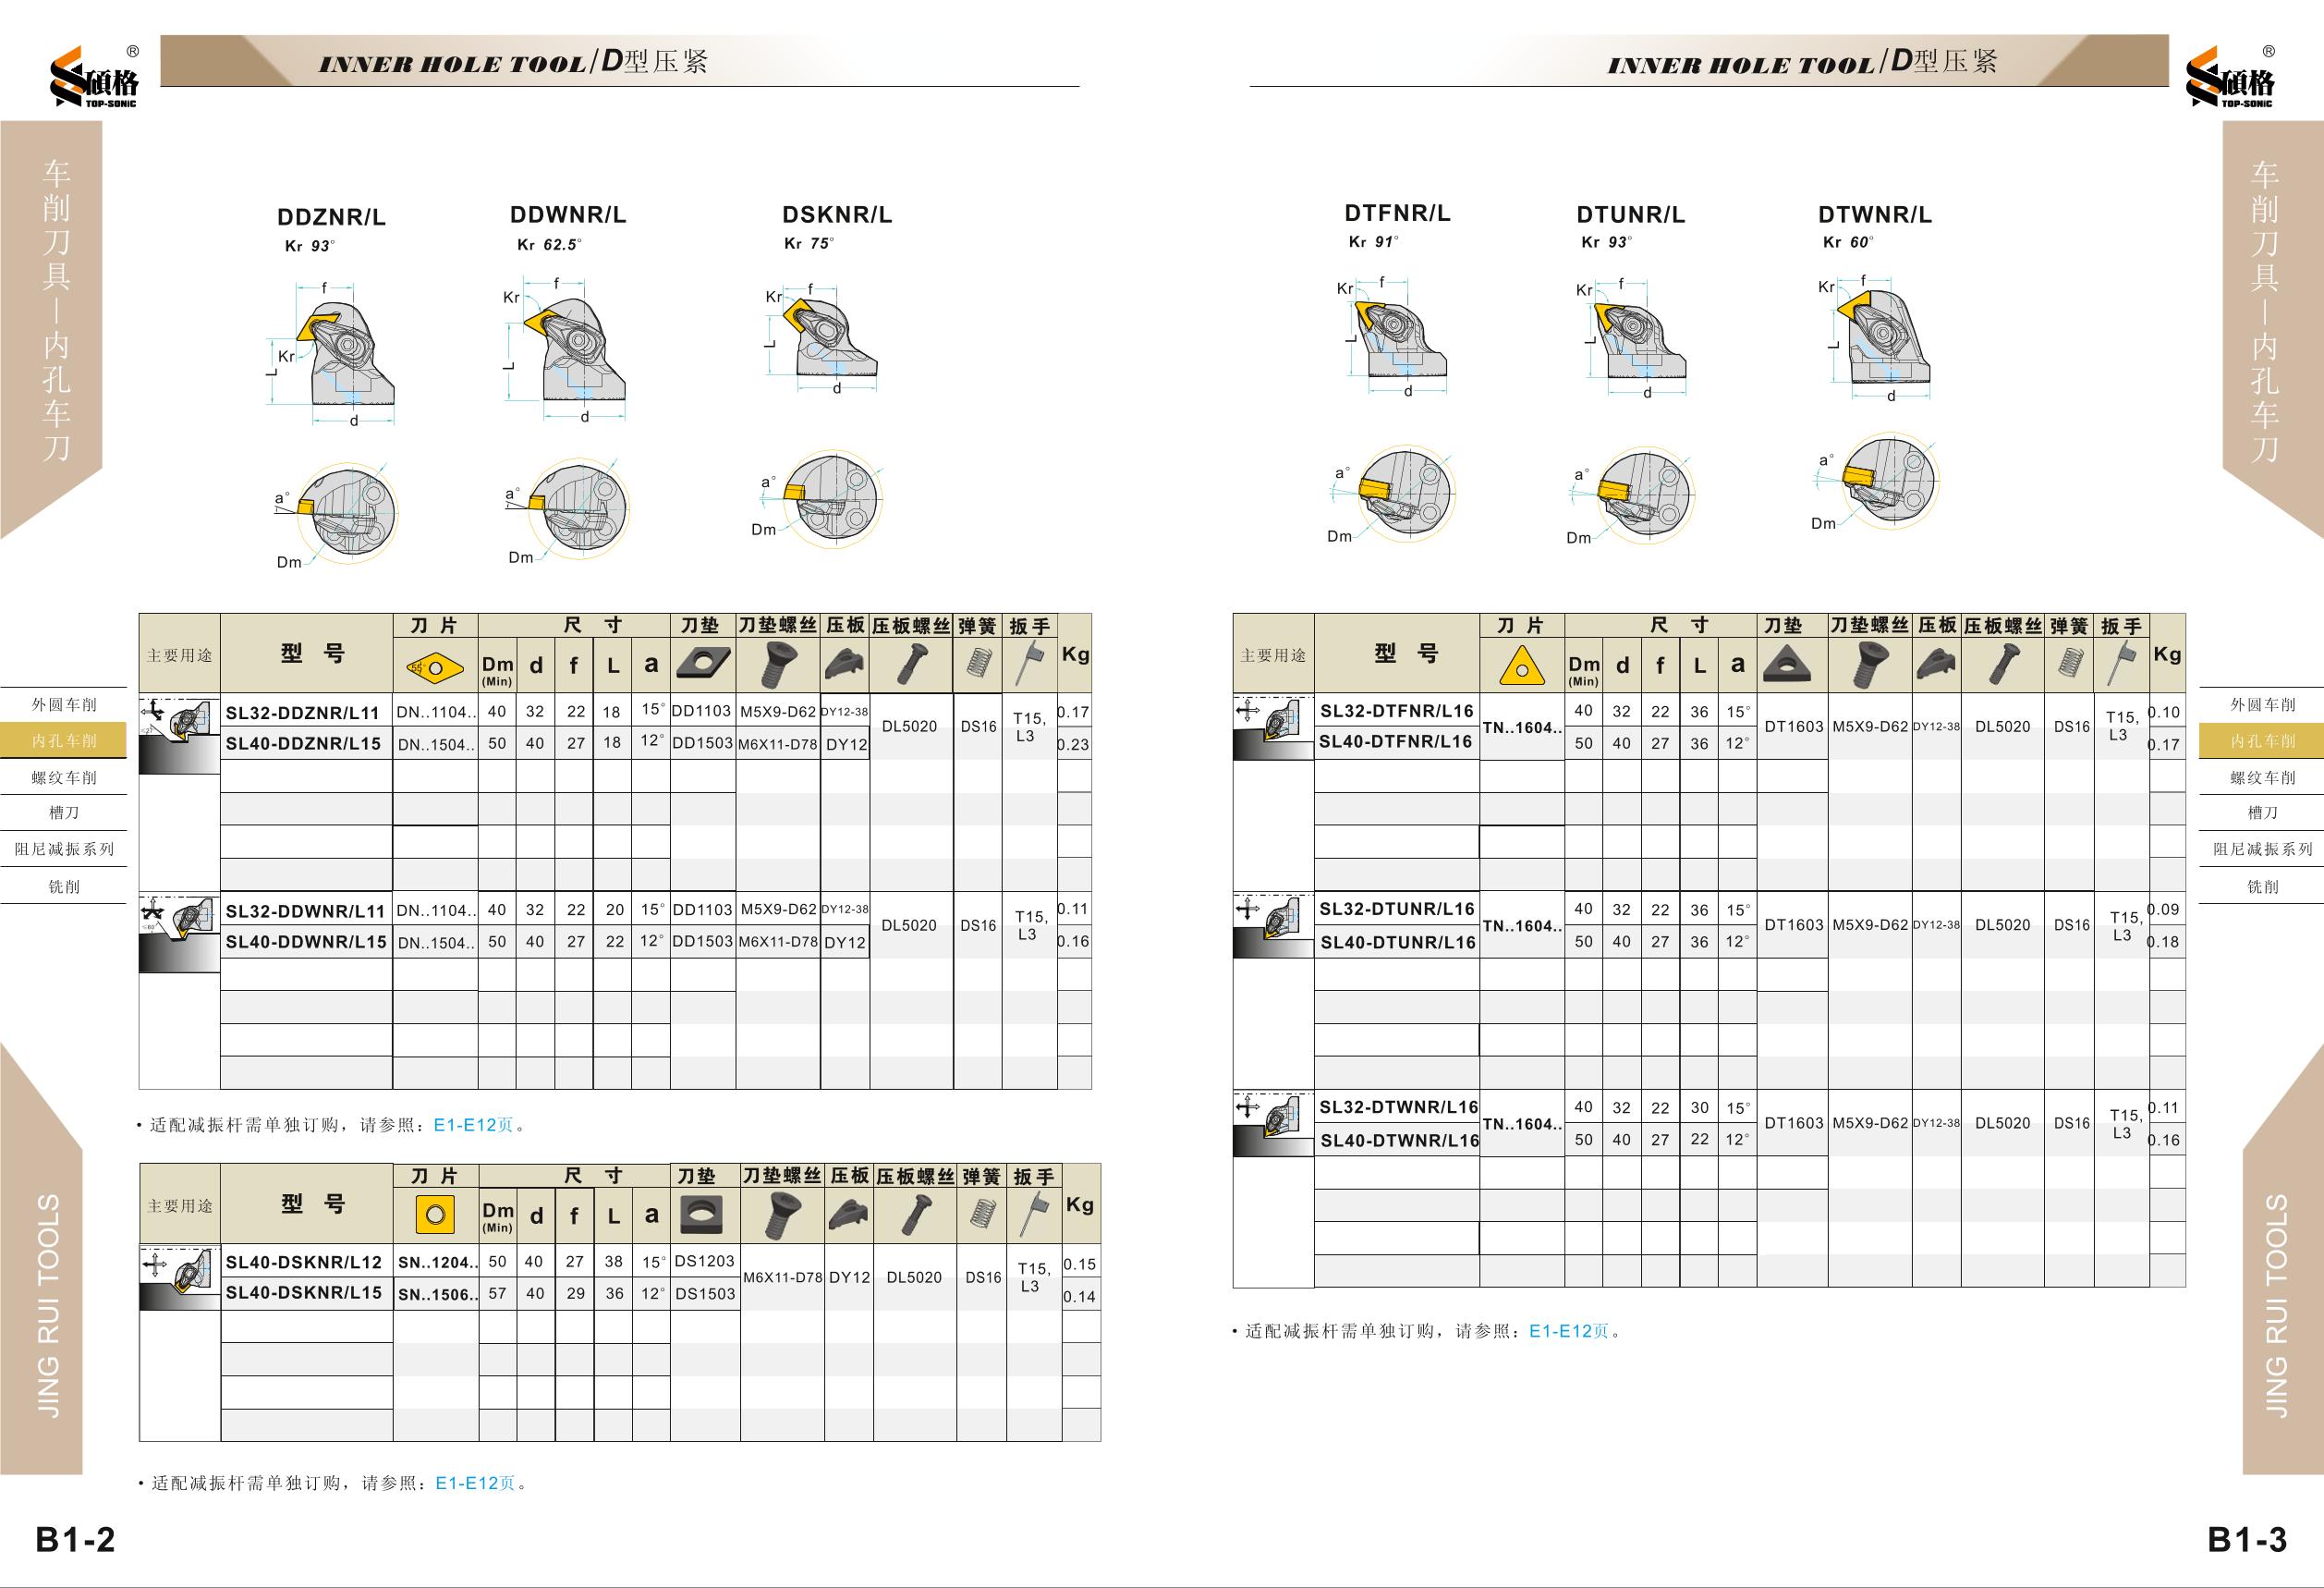 碩格
®
TOP-SONIC
INNER HOLE TOOL/D型压紧
车削刀具—内孔车刀
DDZNR/L
Kr 93°
DDWNR/L
Kr 62.5°
DSKNR/L
Kr 75°
f
Kr
L
d
a°
Dm
f
Kr
L
d
a°
Dm
f
Kr
L
d
a°
Dm
外圆车削
内孔车削
螺纹车削
槽刀
阻尼减振系列
铣削
主要用途 型 号 刀 片 尺 寸 刀垫 刀垫螺丝 压板 压板螺丝 弹簧 扳手 Kg
55° Dm (Min) d f L a
SL32-DDZNR/L11 DN..1104.. 40 32 22 18 15° DD1103 M5X9-D62 DY12-38 DL5020 DS16 T15, L3 0.17
SL40-DDZNR/L15 DN..1504.. 50 40 27 18 12° DD1503 M6X11-D78 DY12 0.23
SL32-DDWNR/L11 DN..1104.. 40 32 22 20 15° DD1103 M5X9-D62 DY12-38 DL5020 DS16 T15, L3 0.11
SL40-DDWNR/L15 DN..1504.. 50 40 27 22 12° DD1503 M6X11-D78 DY12 0.16
•适配减振杆需单独订购，请参照：E1-E12页。
主要用途 型 号 刀 片 尺 寸 刀垫 刀垫螺丝 压板 压板螺丝 弹簧 扳手 Kg
Dm (Min) d f L a
SL40-DSKNR/L12 SN..1204.. 50 40 27 38 15° DS1203 M6X11-D78 DY12 DL5020 DS16 T15, L3 0.15
SL40-DSKNR/L15 SN..1506.. 57 40 29 36 12° DS1503 0.14
•适配减振杆需单独订购，请参照：E1-E12页。
JING RUI TOOLS
B1-2
INNER HOLE TOOL/D型压紧
碩格
®
TOP-SONIC
车削刀具—内孔车刀
DTFNR/L
Kr 91°
DTUNR/L
Kr 93°
DTWNR/L
Kr 60°
f
Kr
L
d
a°
Dm
f
Kr
L
d
a°
Dm
f
Kr
L
d
a°
Dm
主要用途 型 号 刀 片 尺 寸 刀垫 刀垫螺丝 压板 压板螺丝 弹簧 扳手 Kg
Dm (Min) d f L a
SL32-DTFNR/L16 TN..1604.. 40 32 22 36 15° DT1603 M5X9-D62 DY12-38 DL5020 DS16 T15, L3 0.10
SL40-DTFNR/L16 50 40 27 36 12° 0.17
SL32-DTUNR/L16 TN..1604.. 40 32 22 36 15° DT1603 M5X9-D62 DY12-38 DL5020 DS16 T15, L3 0.09
SL40-DTUNR/L16 50 40 27 36 12° 0.18
SL32-DTWNR/L16 TN..1604.. 40 32 22 30 15° DT1603 M5X9-D62 DY12-38 DL5020 DS16 T15, L3 0.11
SL40-DTWNR/L16 50 40 27 22 12° 0.16
•适配减振杆需单独订购，请参照：E1-E12页。
外圆车削
内孔车削
螺纹车削
槽刀
阻尼减振系列
铣削
JING RUI TOOLS
B1-3